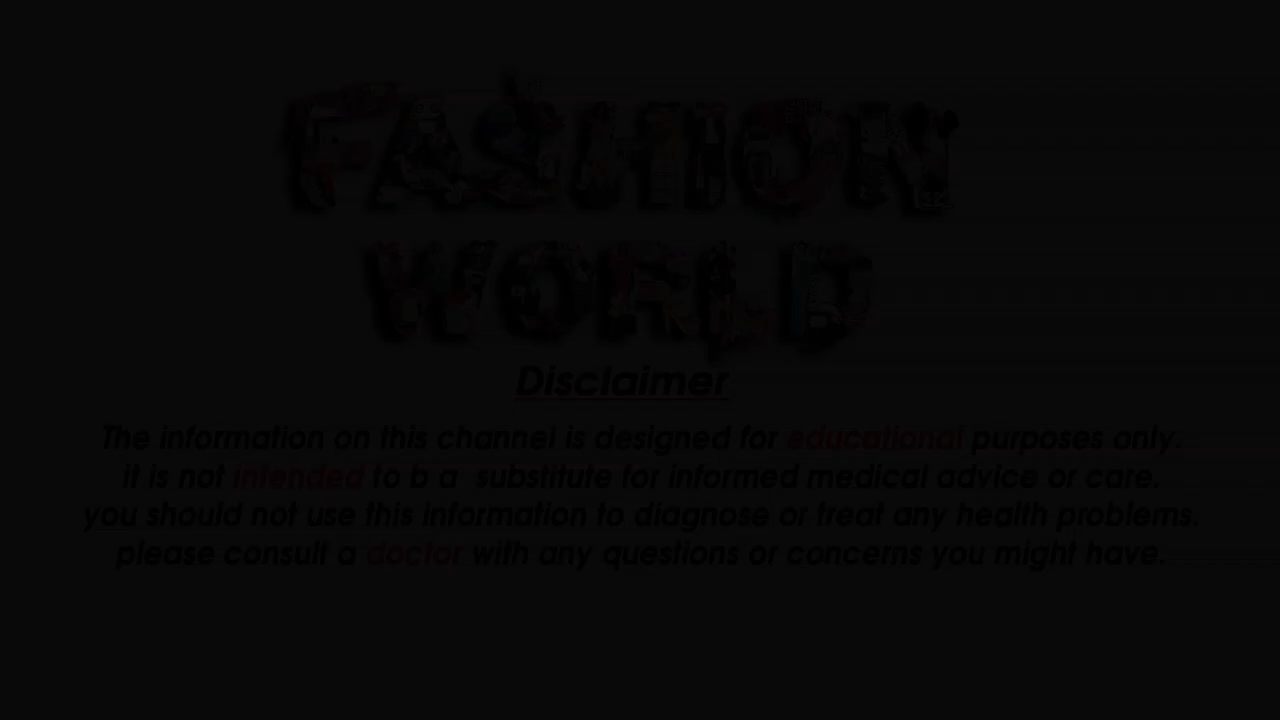 FASHION
WORLD
Disclaimer
The information on this channel is designed for educational purposes only.
it is not intended to b a substitute for informed medical advice or care.
you should not use this information to diagnose or treat any health problems.
please consult a doctor with any questions or concerns you might have.